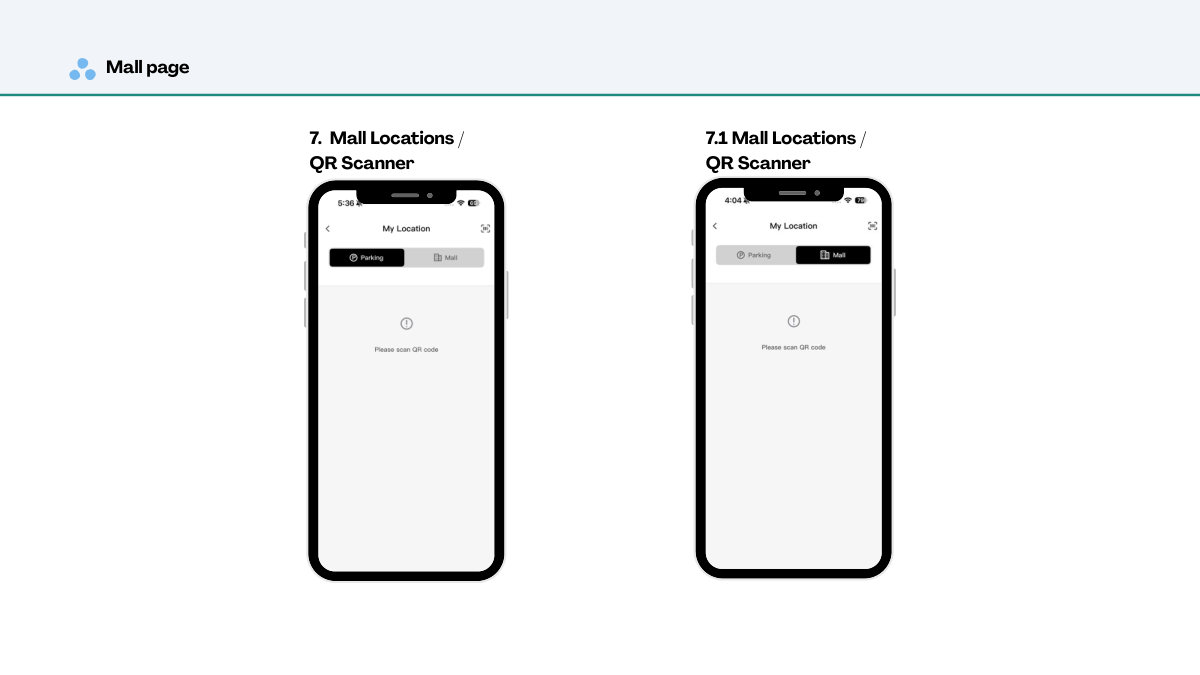 Mall page
7. Mall Locations /
QR Scanner
5:36
My Location
Parking
Mall
Please scan QR code
7.1 Mall Locations /
QR Scanner
4:04
My Location
Parking
Mall
Please scan QR code